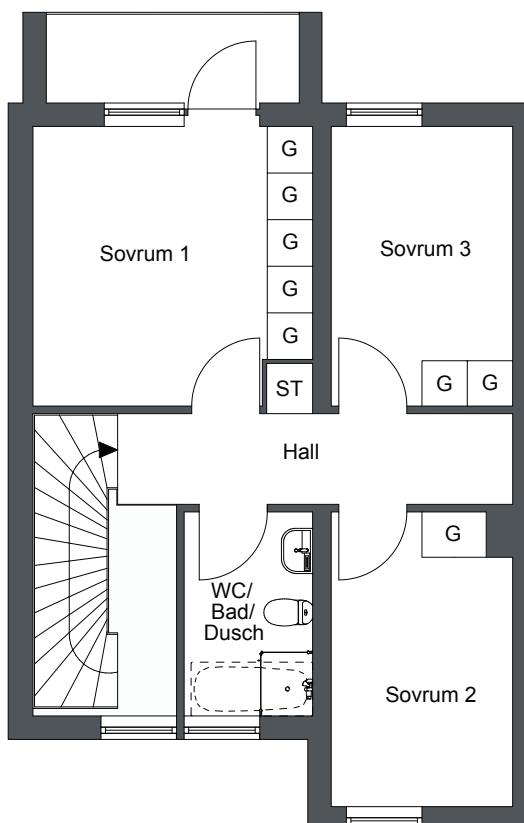 G
G
Sovrum 1
Sovrum 3
G
G
G
G
G
ST
Hall
G
WC/
Bad/
Dusch
Sovrum 2